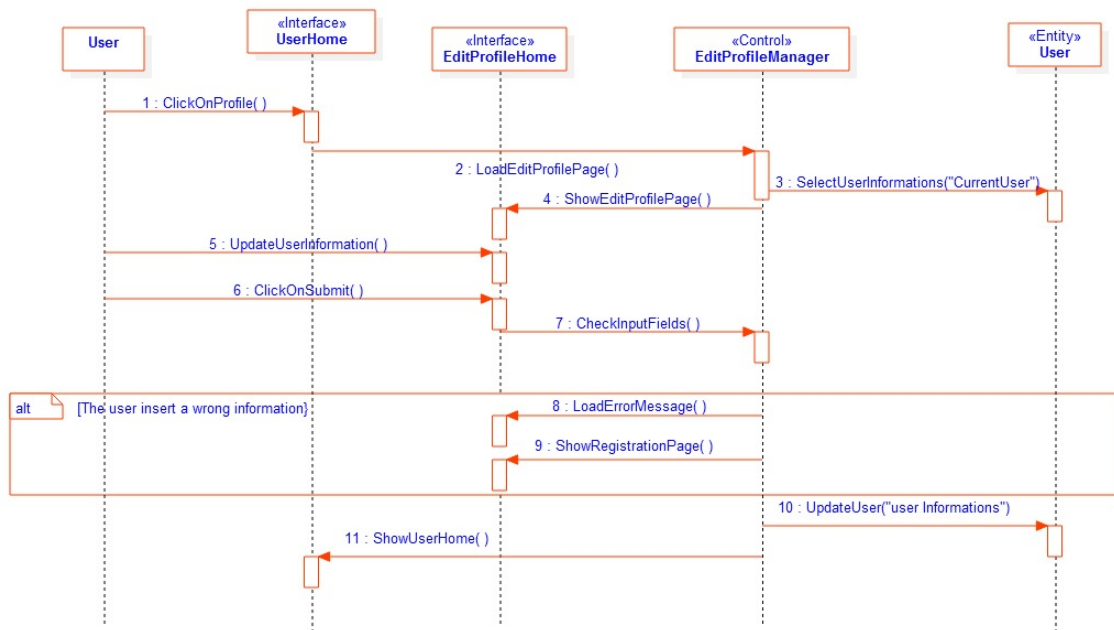 User
«Interface»
UserHome
«Interface»
EditProfileHome
«Control»
EditProfileManager
«Entity»
User
1 : ClickOnProfile( )
2 : LoadEditProfilePage( )
3 : SelectUserInformations("CurrentUser")
4 : ShowEditProfilePage( )
5 : UpdateUserInformation( )
6 : ClickOnSubmit( )
7 : CheckInputFields( )
alt
[The user insert a wrong information}
8 : LoadErrorMessage( )
9 : ShowRegistrationPage( )
10 : UpdateUser("user Informations")
11 : ShowUserHome( )